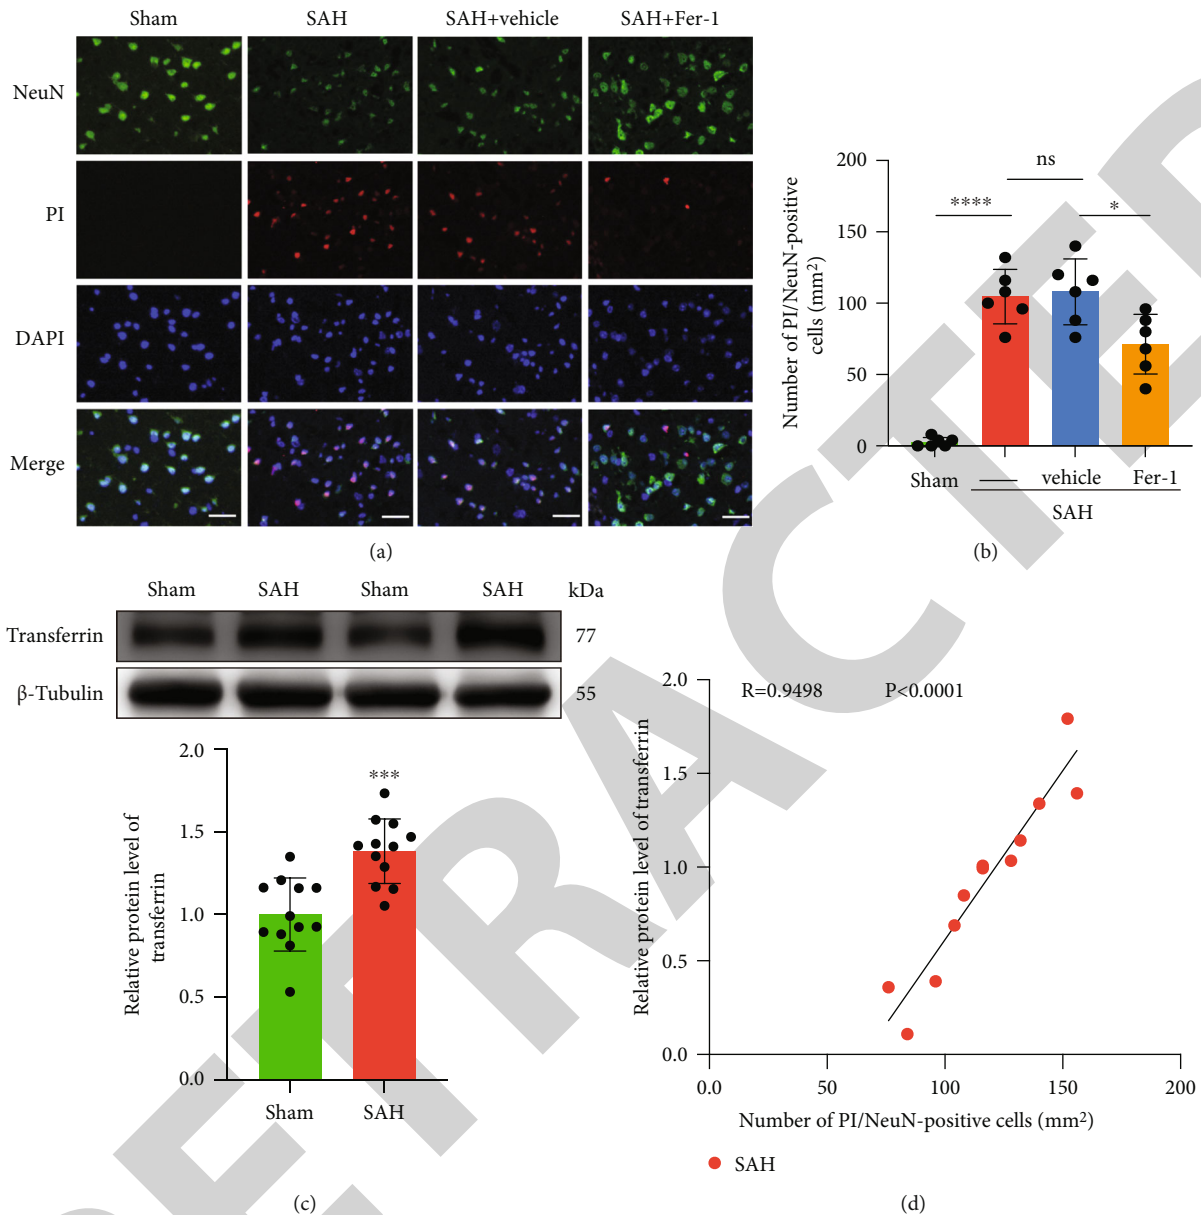 Sham SAH SAH+vehicle SAH+Fer-1
NeuN
PI
DAPI
Merge
(a)
Number of PI/NeuN-positive
cells (mm²)
200
150
100
50
0
**** ns *
Sham — vehicle Fer-1
SAH
(b)
Sham SAH Sham SAH kDa
Transferrin 77
β-Tubulin 55
Relative protein level of
transferrin
2.0
1.5
1.0
0.5
0.0
***
Sham SAH
(c)
R=0.9498 P<0.0001
Relative protein level of transferrin
2.0
1.5
1.0
0.5
0.0
0.0 50 100 150 200
Number of PI/NeuN-positive cells (mm²)
SAH
(d)
RETRACTED